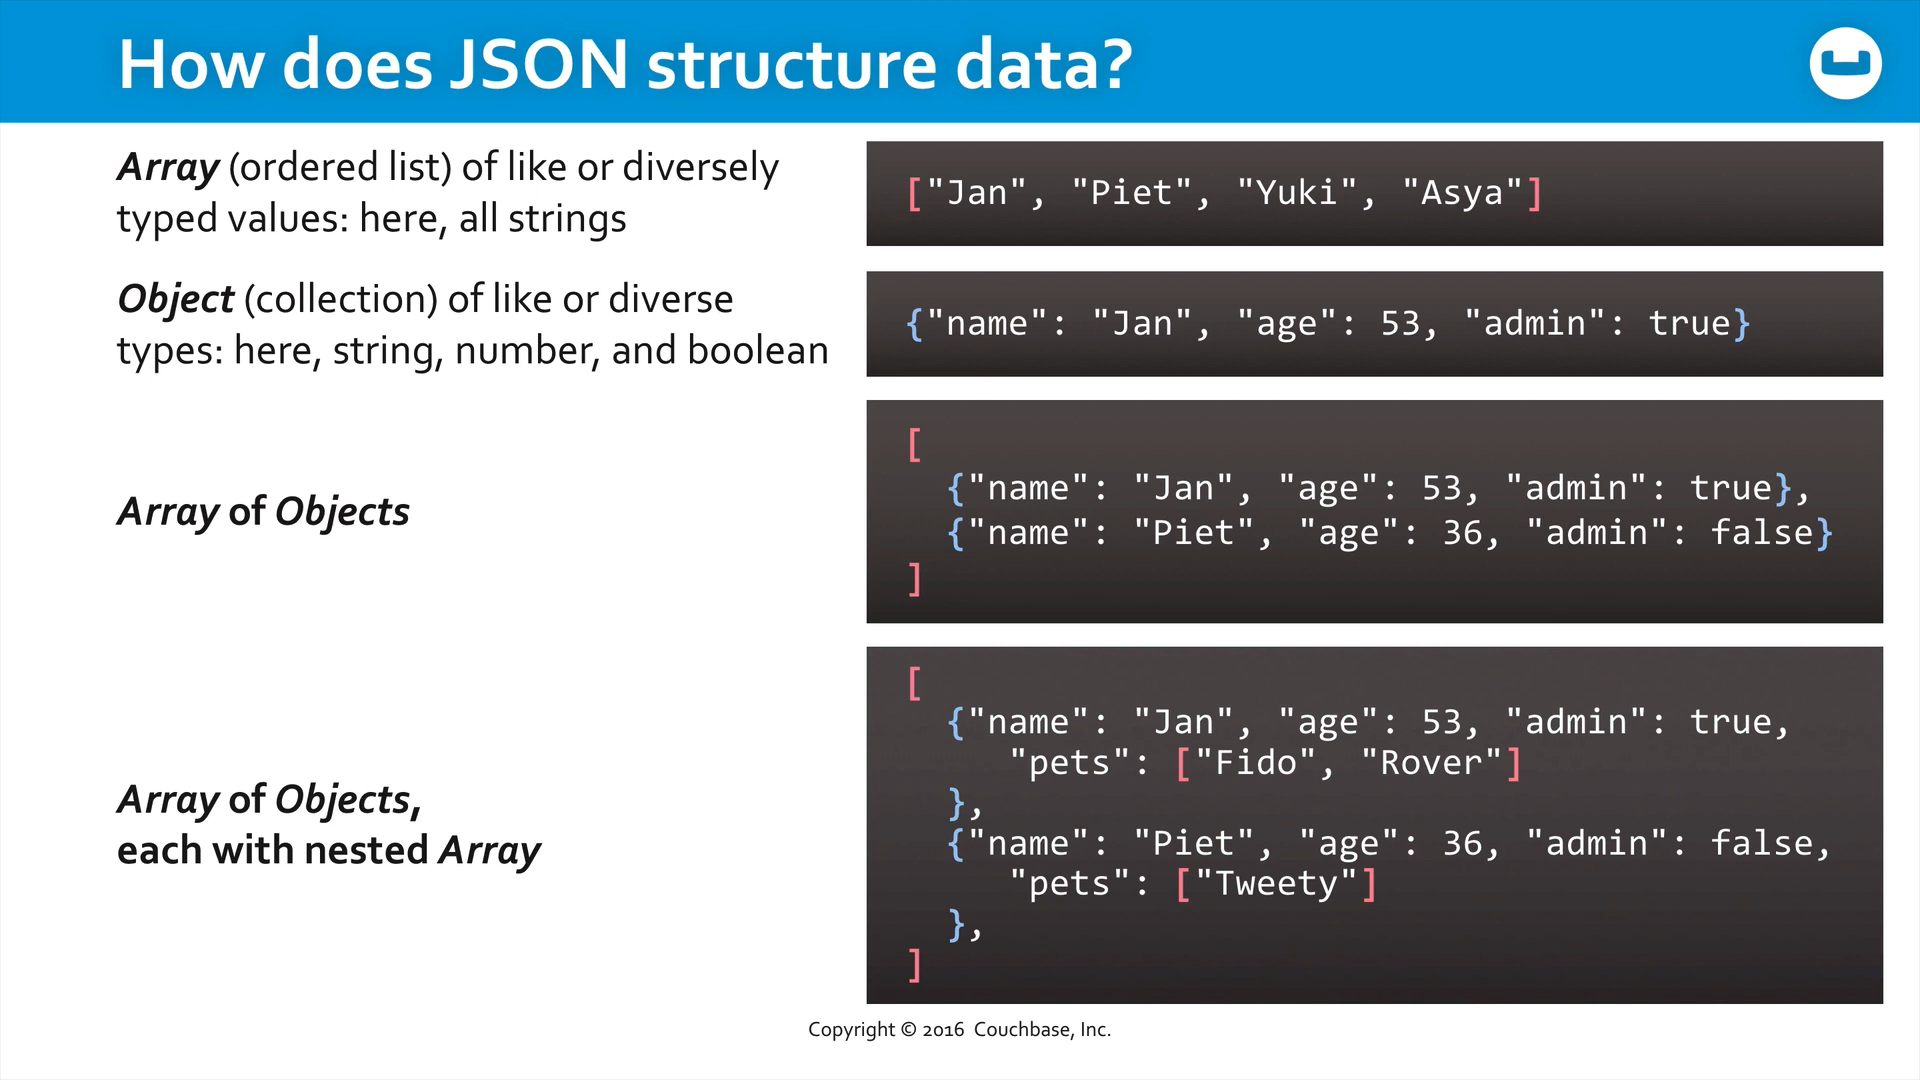 How does JSON structure data?
Array (ordered list) of like or diversely
typed values: here, all strings
["Jan", "Piet", "Yuki", "Asya"]
Object (collection) of like or diverse
types: here, string, number, and boolean
{"name": "Jan", "age": 53, "admin": true}
Array of Objects
[
{"name": "Jan", "age": 53, "admin": true},
{"name": "Piet", "age": 36, "admin": false}
]
Array of Objects,
each with nested Array
[
{"name": "Jan", "age": 53, "admin": true,
"pets": ["Fido", "Rover"]
},
{"name": "Piet", "age": 36, "admin": false,
"pets": ["Tweety"]
},
]
Copyright © 2016 Couchbase, Inc.